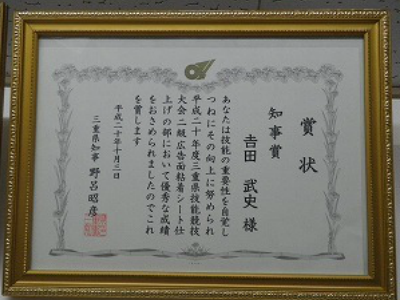 賞状
知事賞
吉田 武史 様
あなたは技能の重要性を自覚し
つねにその向上に努められ
平成二十年度三重県技能競技
大会二級広告面粘着シート仕
上げの部において優秀な成績
をおさめられましたのでこれ
を賞します
平成二十年十月三日
三重県知事 野呂昭彦